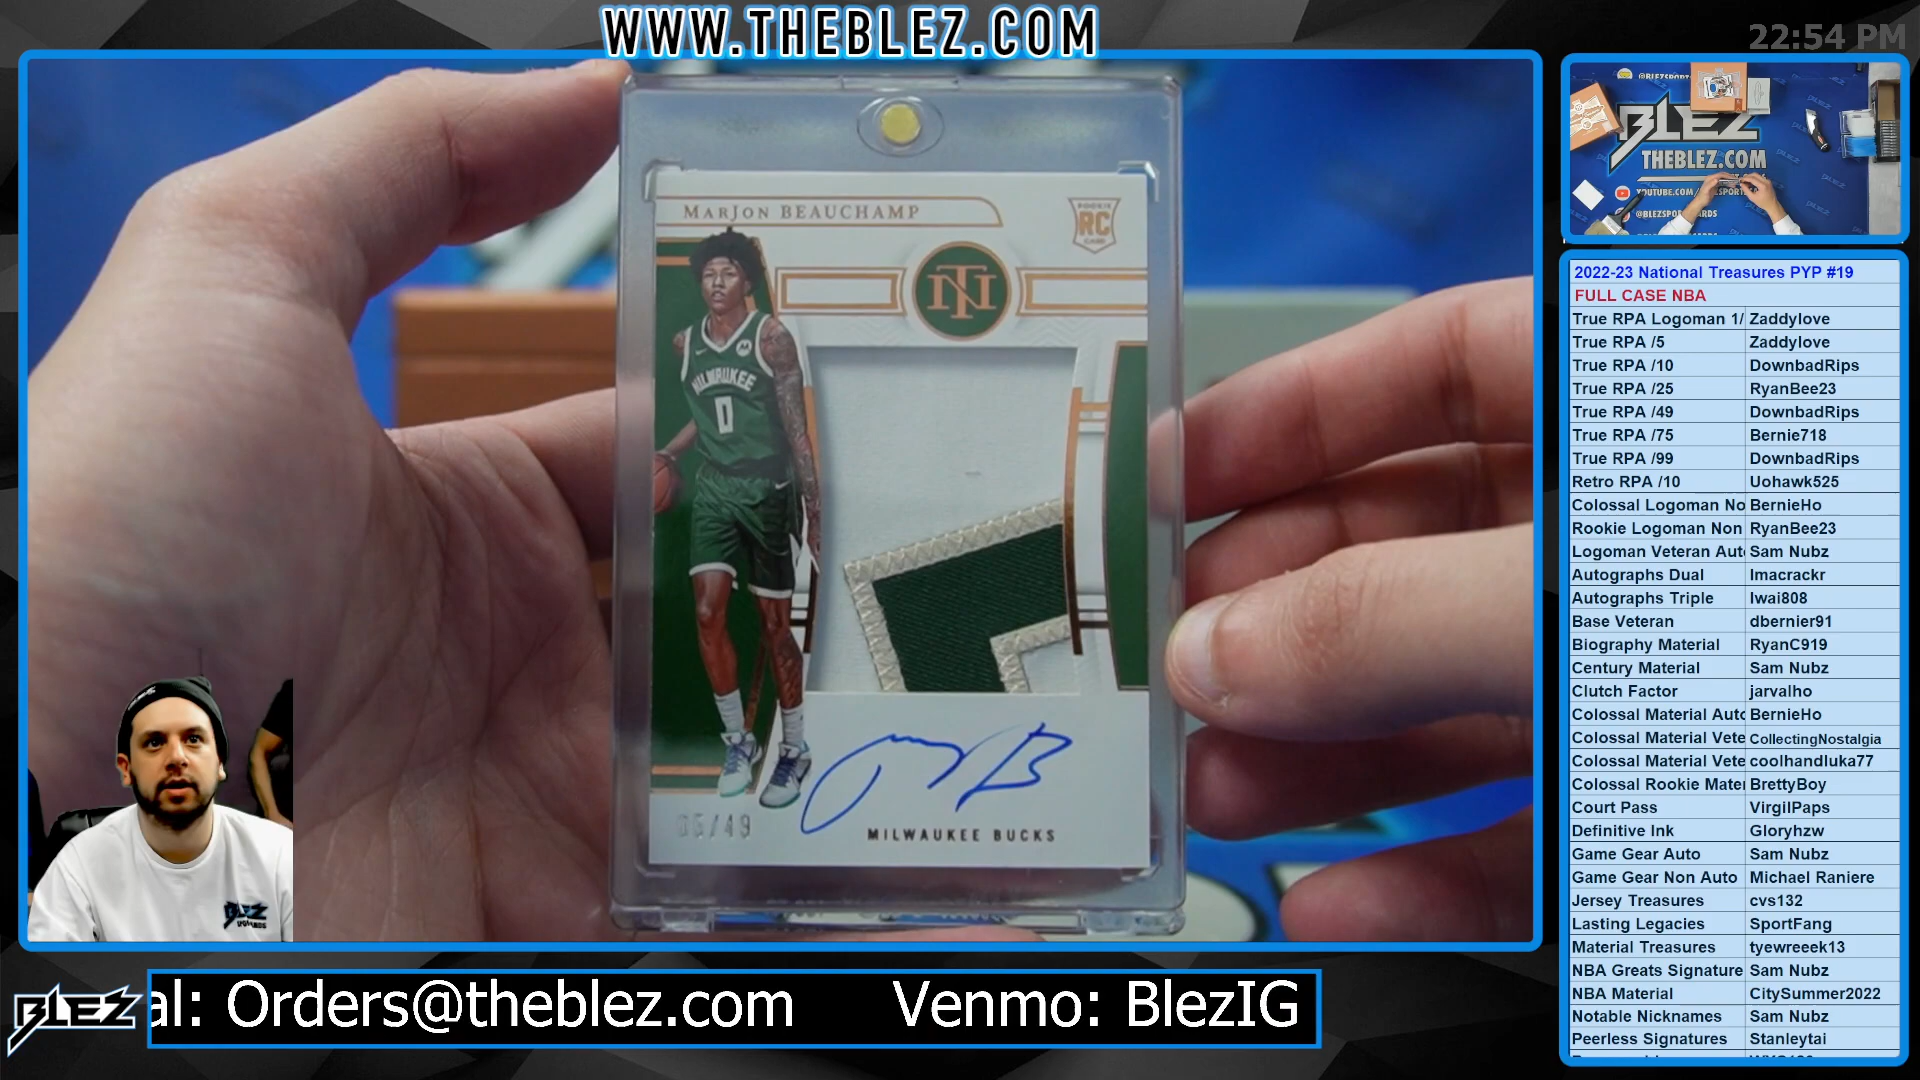 WWW.THEBLEZ.COM
22:54 PM
MarJon BEAUCHAMP
ROOKIE
RC
CARD
NT
MILWAUKEE
0
05/49
MILWAUKEE BUCKS
BLEZ
BLEZ
THEBLEZ.COM
@BLEZSPOR
2022-23 National Treasures PYP #19
FULL CASE NBA
True RPA Logoman 1/ Zaddylove
True RPA /5 Zaddylove
True RPA /10 DownbadRips
True RPA /25 RyanBee23
True RPA /49 DownbadRips
True RPA /75 Bernie718
True RPA /99 DownbadRips
Retro RPA /10 Uohawk525
Colossal Logoman No BernieHo
Rookie Logoman Non RyanBee23
Logoman Veteran Aut Sam Nubz
Autographs Dual Imacrackr
Autographs Triple Iwai808
Base Veteran dbernier91
Biography Material RyanC919
Century Material Sam Nubz
Clutch Factor jarvalho
Colossal Material Auto BernieHo
Colossal Material Vete CollectingNostalgia
Colossal Material Vete coolhandluka77
Colossal Rookie Mate BrettyBoy
Court Pass VirgilPaps
Definitive Ink Gloryhzw
Game Gear Auto Sam Nubz
Game Gear Non Auto Michael Raniere
Jersey Treasures cvs132
Lasting Legacies SportFang
Material Treasures tyewreeek13
NBA Greats Signature Sam Nubz
NBA Material CitySummer2022
Notable Nicknames Sam Nubz
Peerless Signatures Stanleytai
BLEZ
al: Orders@theblez.com Venmo: BlezIG